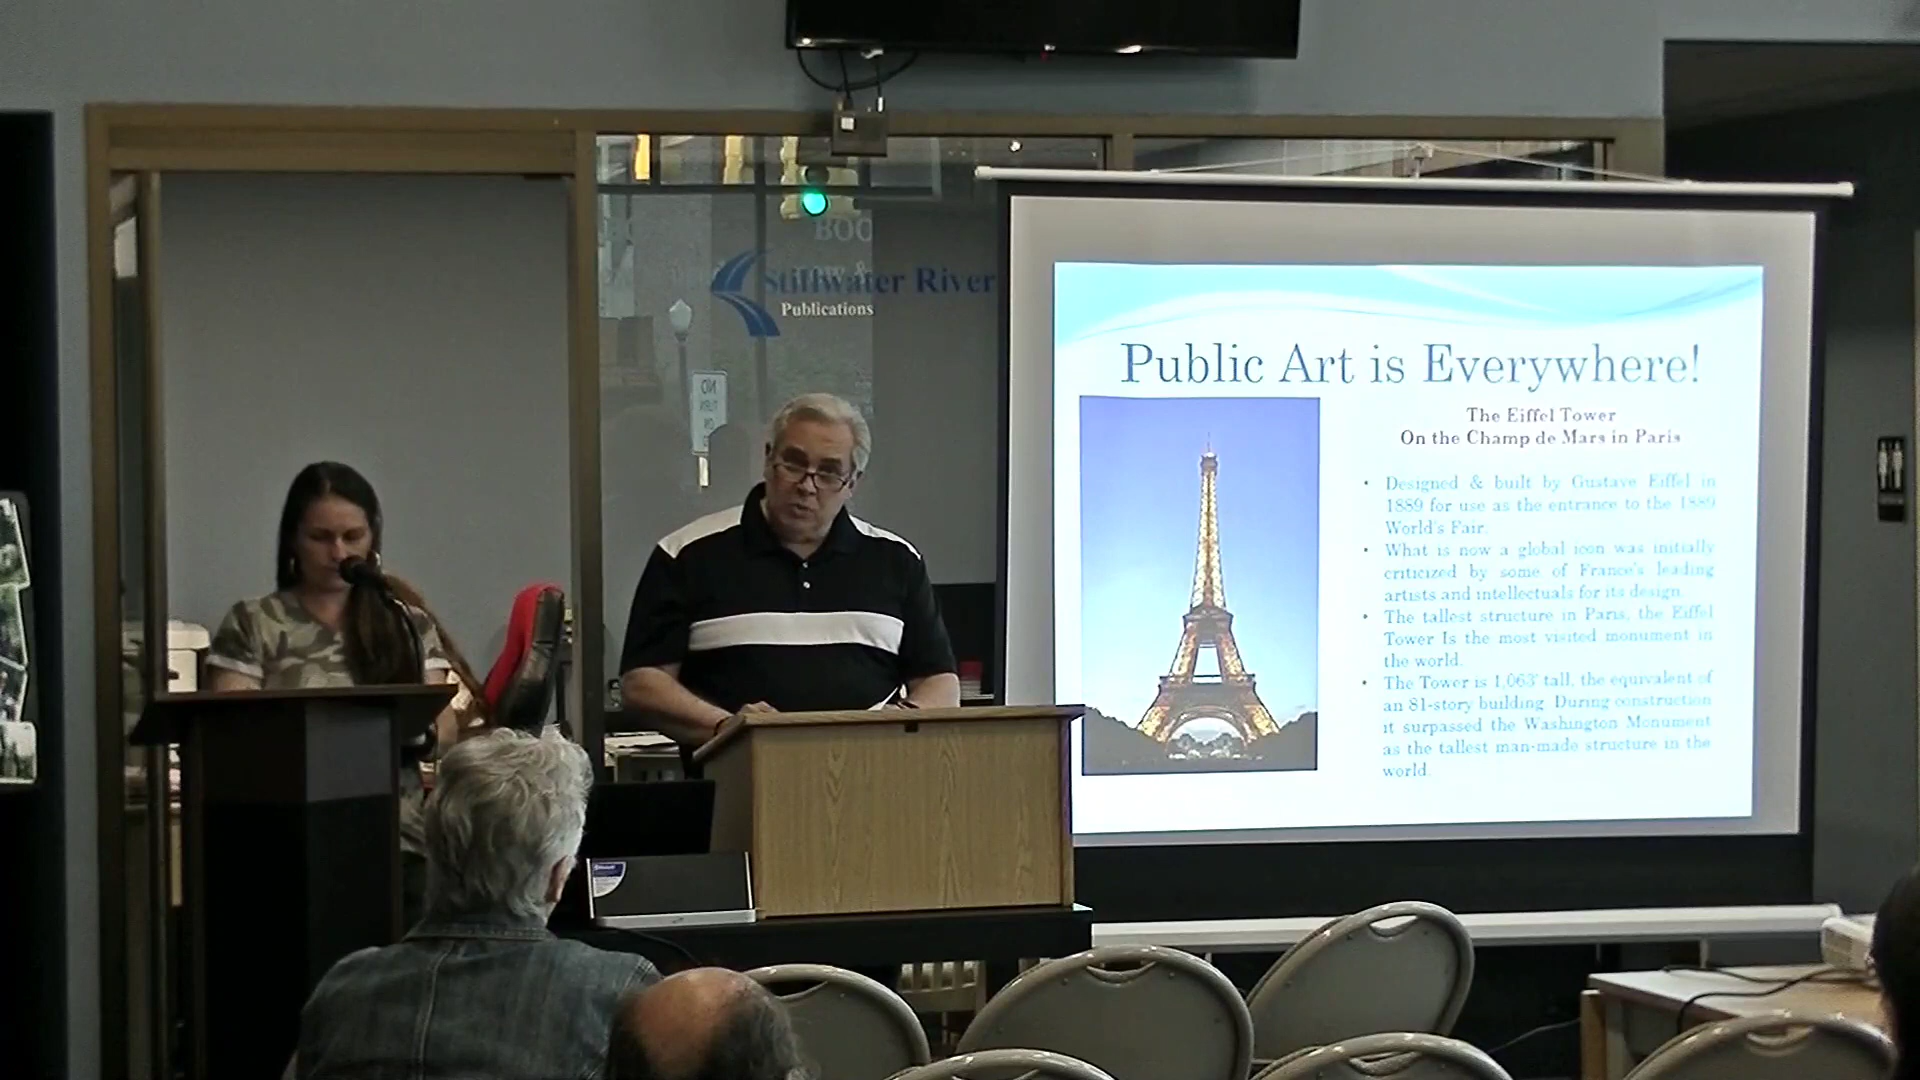 BOO
Stillwater River
Publications
NO
TURN
ON
Public Art is Everywhere!
The Eiffel Tower
On the Champ de Mars in Paris
• Designed & built by Gustave Eiffel in
1889 for use as the entrance to the 1889
World's Fair.
• What is now a global icon was initially
criticized by some of France's leading
artists and intellectuals for its design.
• The tallest structure in Paris, the Eiffel
Tower Is the most visited monument in
the world.
• The Tower is 1,063' tall, the equivalent of
an 81-story building. During construction
it surpassed the Washington Monument
as the tallest man-made structure in the
world.